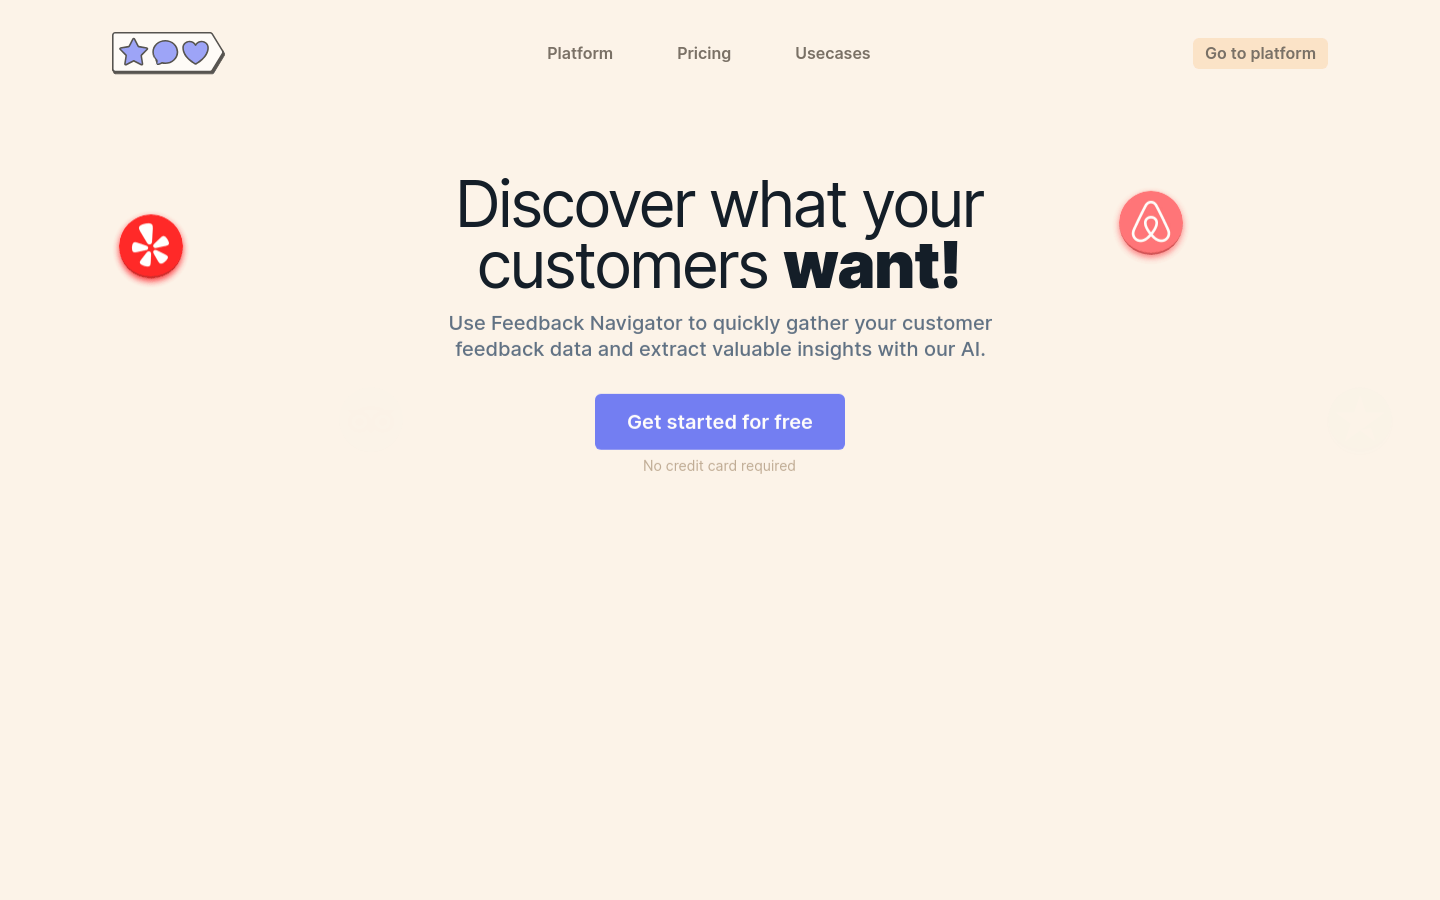 Platform
Pricing
Usecases
Go to platform
Discover what your
customers want!
Use Feedback Navigator to quickly gather your customer
feedback data and extract valuable insights with our AI.
Get started for free
No credit card required